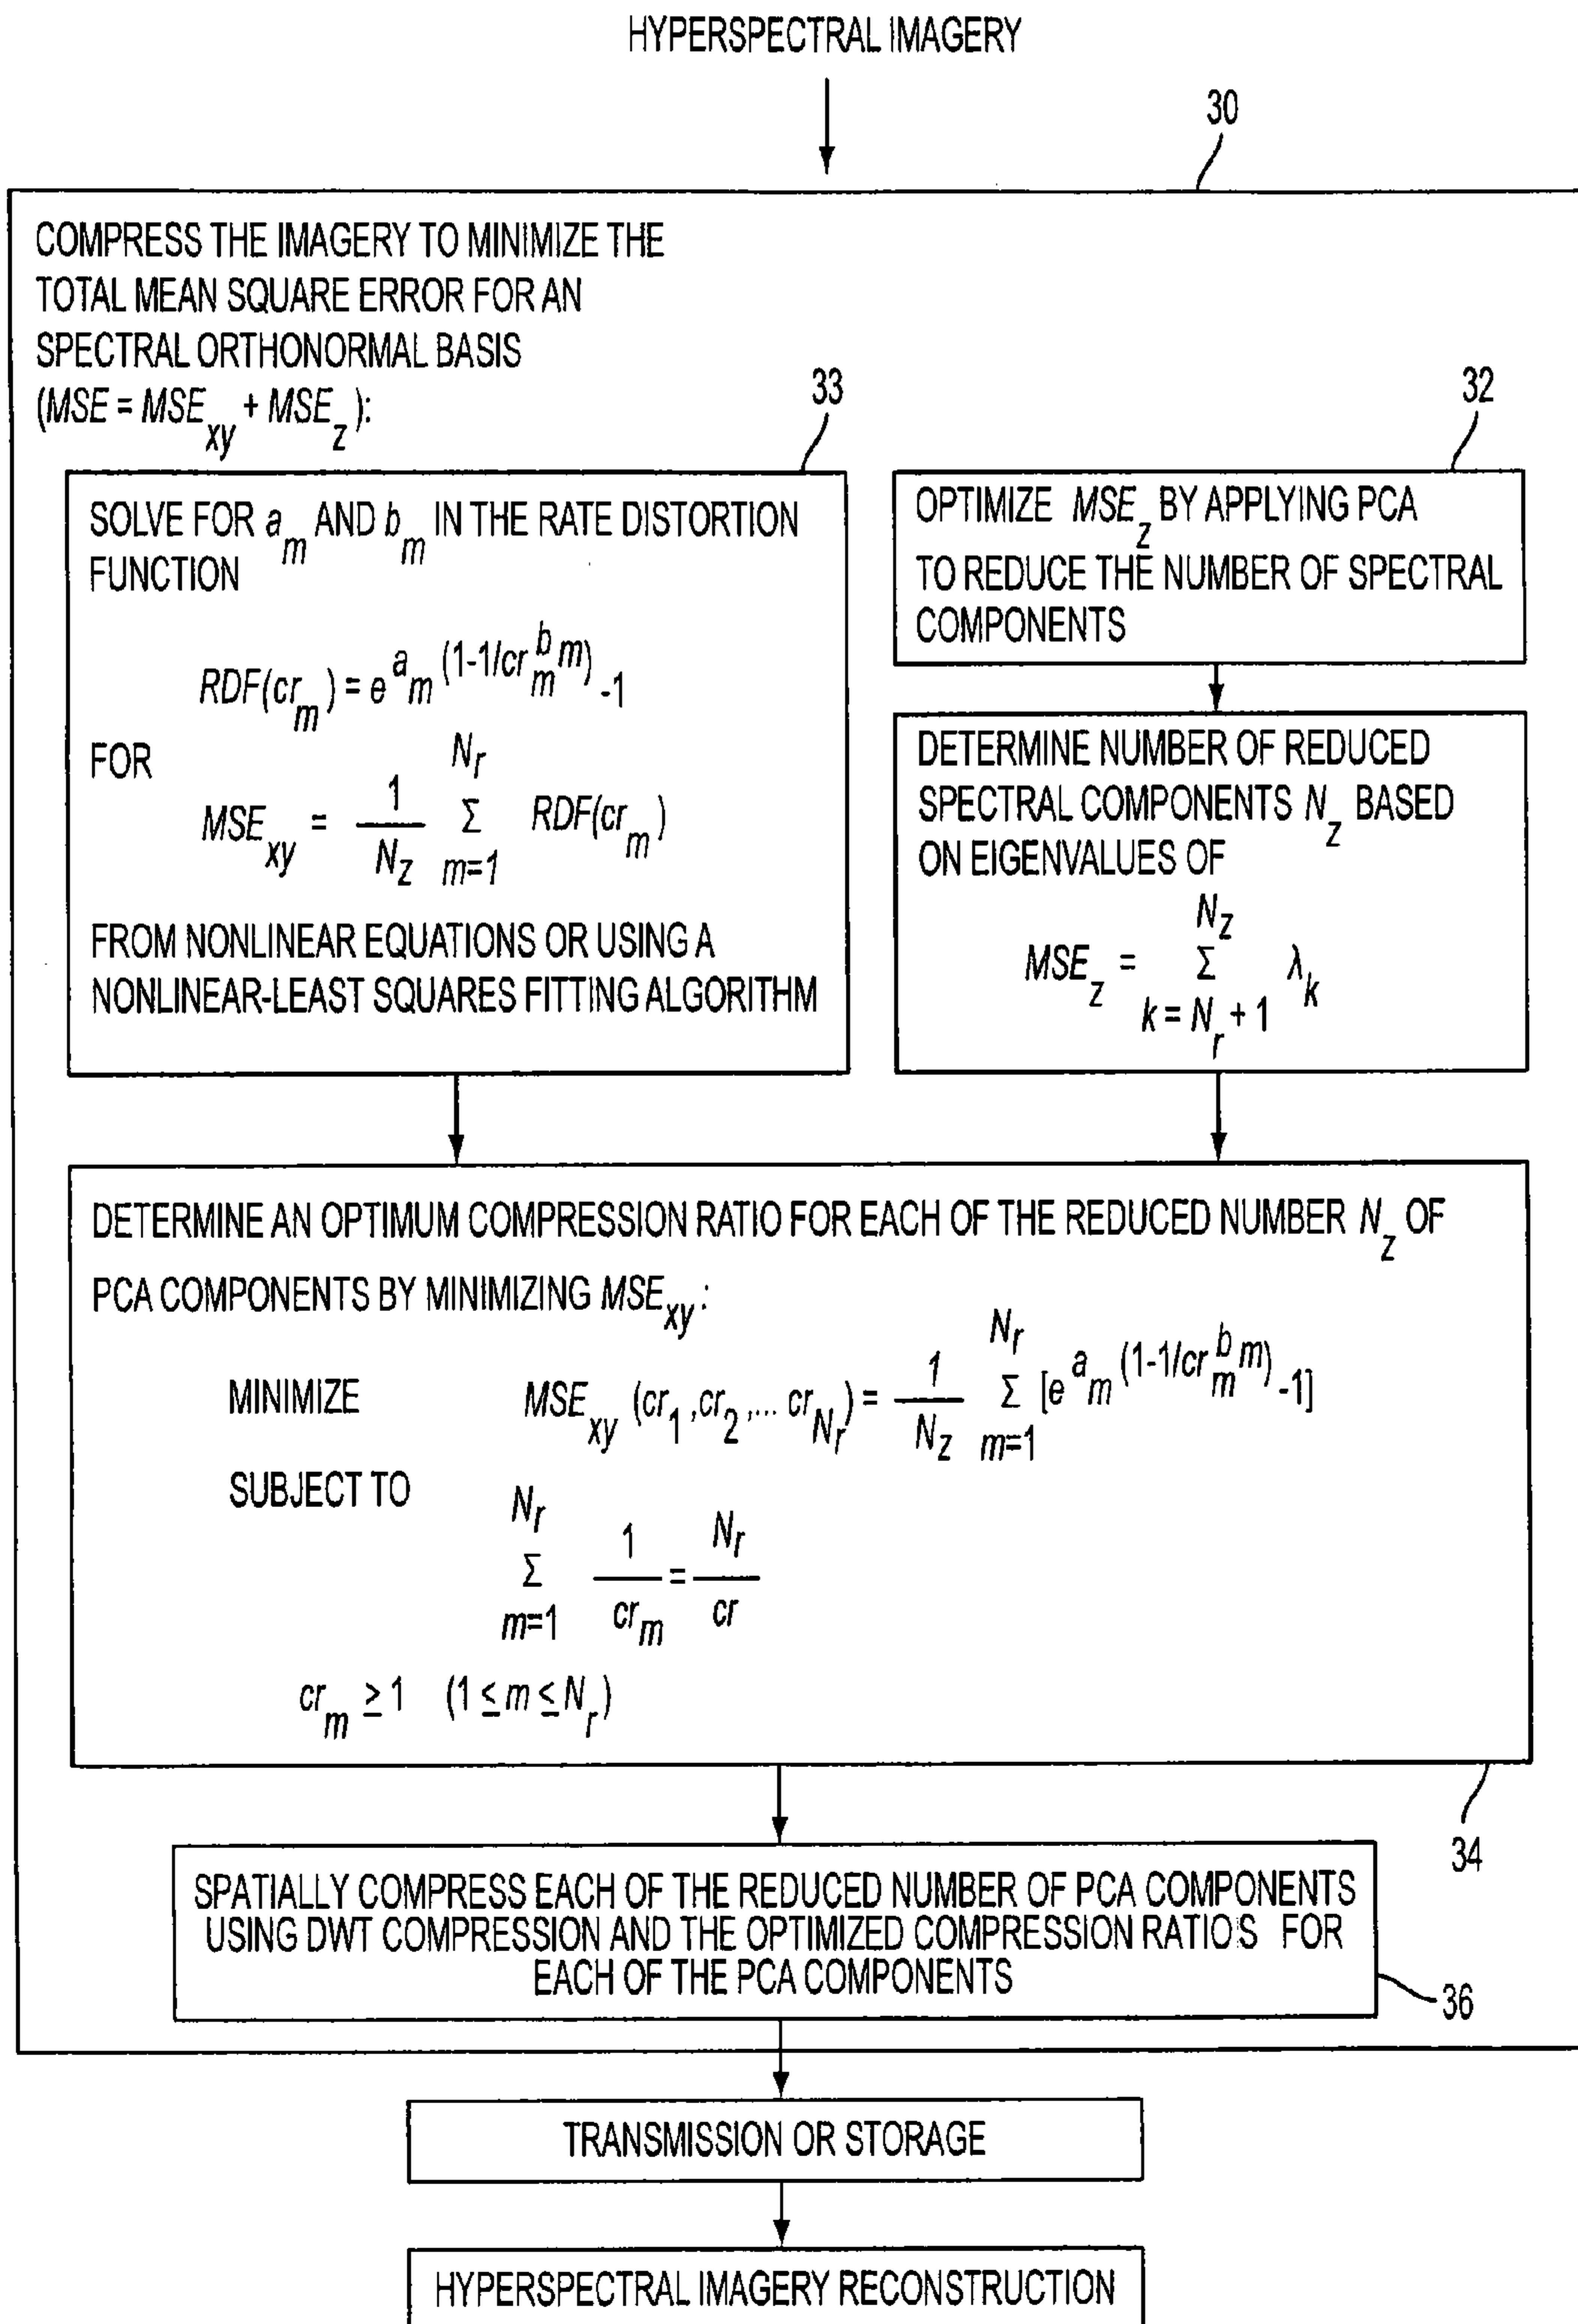 HYPERSPECTRAL IMAGERY
30
COMPRESS THE IMAGERY TO MINIMIZE THE
TOTAL MEAN SQUARE ERROR FOR AN
SPECTRAL ORTHONORMAL BASIS
(MSE = MSE_xy + MSE_z):
33
SOLVE FOR a_m AND b_m IN THE RATE DISTORTION
FUNCTION
RDF(cr_m) = e^a_m (1-1/cr_m^b_m) -1
FOR
MSE_xy = 1/N_z Σ_{m=1}^{N_r} RDF(cr_m)
FROM NONLINEAR EQUATIONS OR USING A
NONLINEAR-LEAST SQUARES FITTING ALGORITHM
32
OPTIMIZE MSE_z BY APPLYING PCA
TO REDUCE THE NUMBER OF SPECTRAL
COMPONENTS
DETERMINE NUMBER OF REDUCED
SPECTRAL COMPONENTS N_z BASED
ON EIGENVALUES OF
MSE_z = Σ_{k = N_r + 1}^{N_z} λ_k
DETERMINE AN OPTIMUM COMPRESSION RATIO FOR EACH OF THE REDUCED NUMBER N_z OF
PCA COMPONENTS BY MINIMIZING MSE_xy :
MINIMIZE MSE_xy (cr_1 ,cr_2 ,... cr_N_r) = 1/N_z Σ_{m=1}^{N_r} [e^a_m (1-1/cr_m^b_m) -1]
SUBJECT TO
Σ_{m=1}^{N_r} 1/cr_m = N_r/cr
cr_m ≥ 1 (1 ≤ m ≤ N_r)
34
SPATIALLY COMPRESS EACH OF THE REDUCED NUMBER OF PCA COMPONENTS
USING DWT COMPRESSION AND THE OPTIMIZED COMPRESSION RATIO'S FOR
EACH OF THE PCA COMPONENTS
36
TRANSMISSION OR STORAGE
HYPERSPECTRAL IMAGERY RECONSTRUCTION